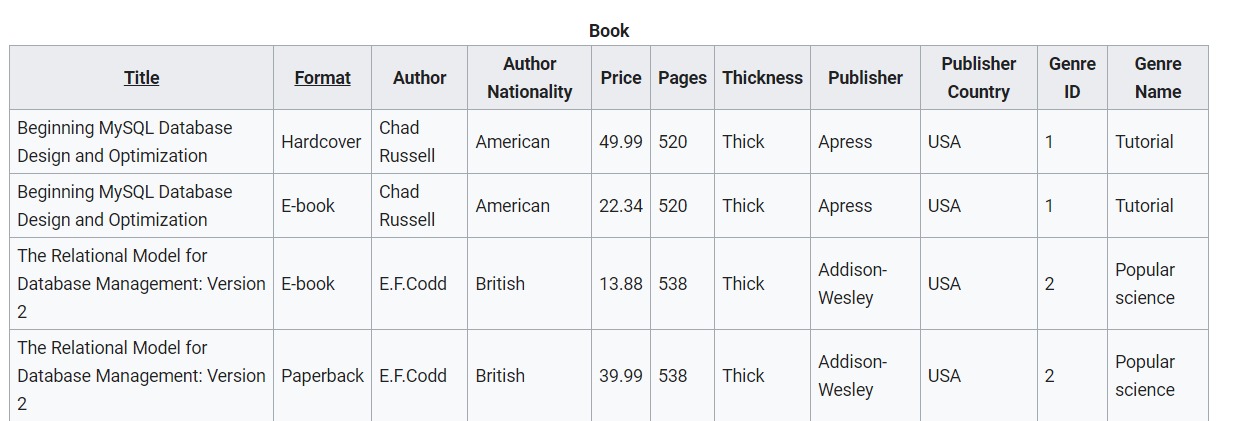 Book
Title Format Author Author Nationality Price Pages Thickness Publisher Publisher Country Genre ID Genre Name
Beginning MySQL Database Design and Optimization Hardcover Chad Russell American 49.99 520 Thick Apress USA 1 Tutorial
Beginning MySQL Database Design and Optimization E-book Chad Russell American 22.34 520 Thick Apress USA 1 Tutorial
The Relational Model for Database Management: Version 2 E-book E.F.Codd British 13.88 538 Thick Addison-Wesley USA 2 Popular science
The Relational Model for Database Management: Version 2 Paperback E.F.Codd British 39.99 538 Thick Addison-Wesley USA 2 Popular science